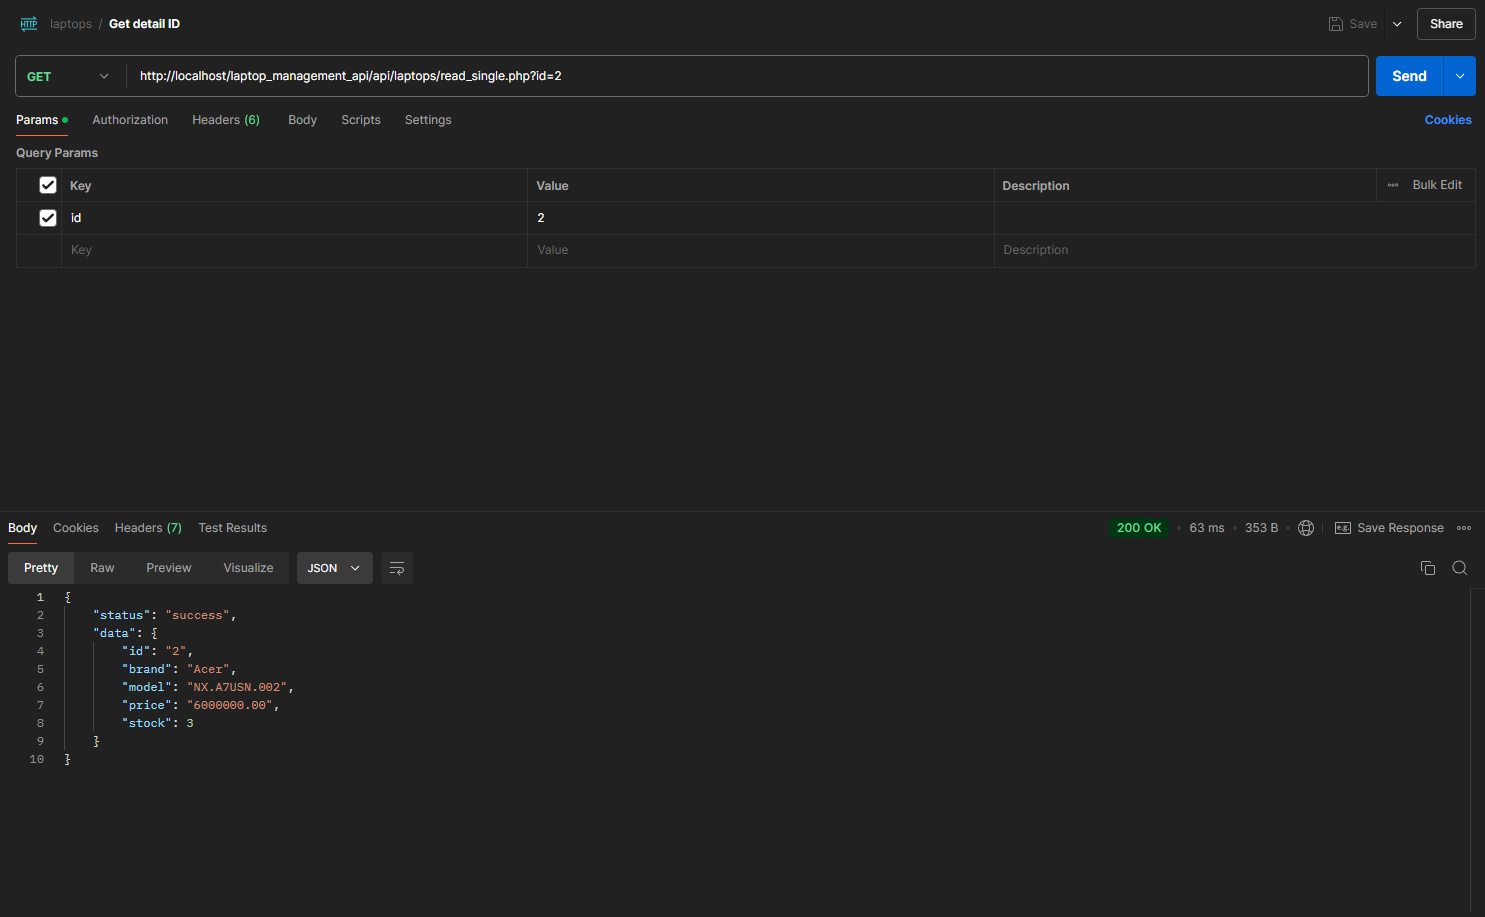 HTTP laptops / Get detail ID Save Share
GET http://localhost/laptop_management_api/api/laptops/read_single.php?id=2 Send
Params Authorization Headers (6) Body Scripts Settings Cookies
Query Params
Key Value Description Bulk Edit
id 2
Key Value Description
Body Cookies Headers (7) Test Results 200 OK 63 ms 353 B e.g. Save Response
Pretty Raw Preview Visualize JSON
1 {
2 "status": "success",
3 "data": {
4 "id": "2",
5 "brand": "Acer",
6 "model": "NX.A7USN.002",
7 "price": "6000000.00",
8 "stock": 3
9 }
10 }